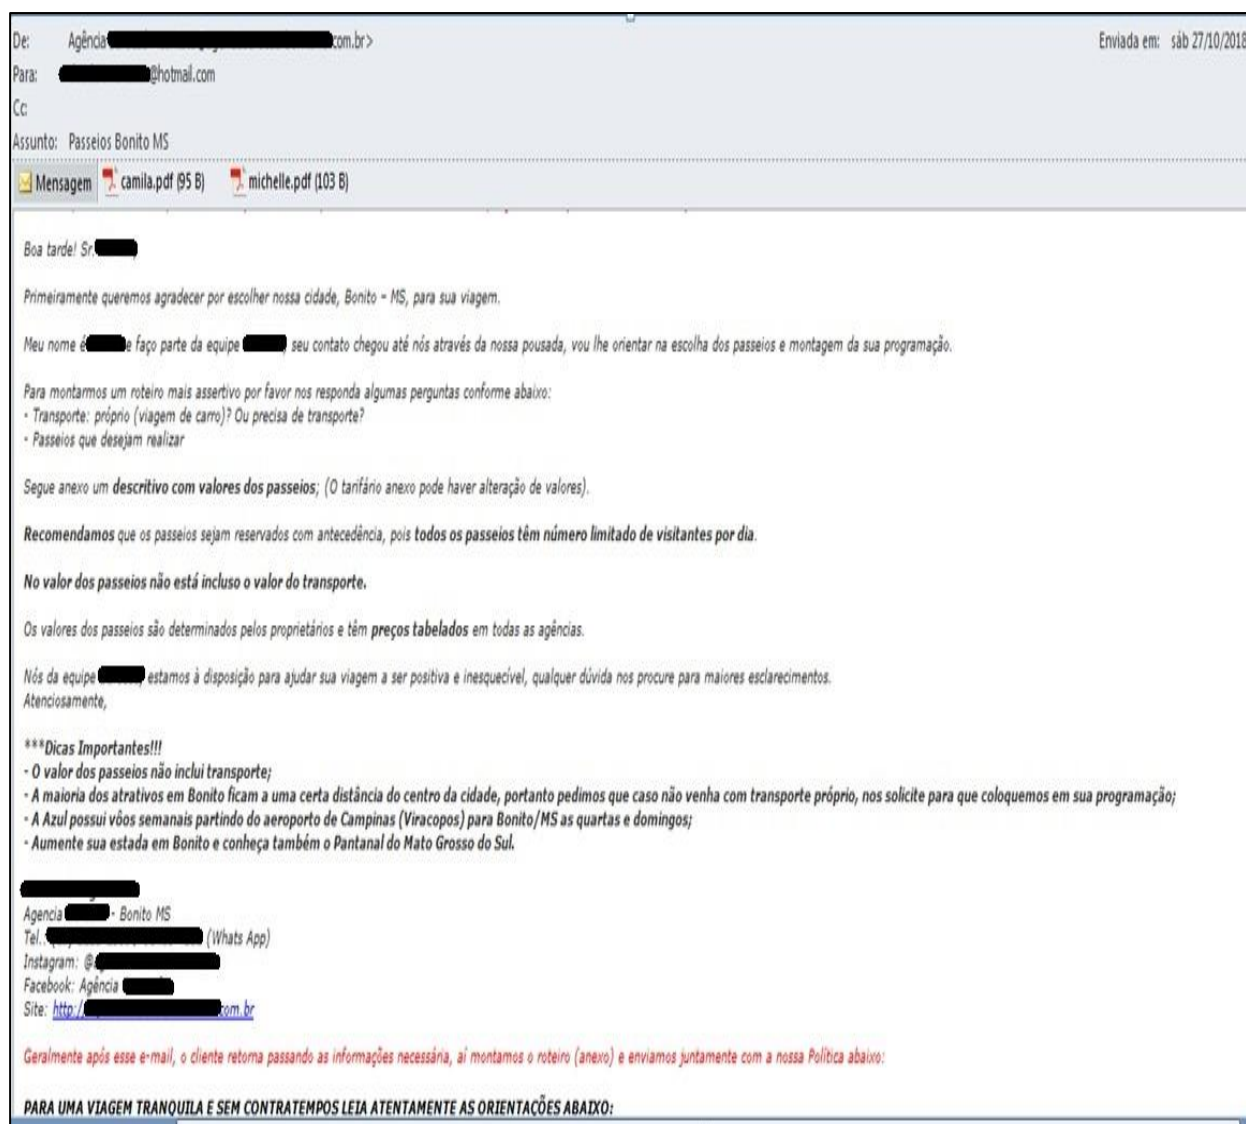 De: Agência com.br>
Enviada em: sáb 27/10/2018
Para: @hotmail.com
Cc:
Assunto: Passeios Bonito MS
Mensagem camila.pdf (95 B) michelle.pdf (103 B)
Boa tarde! Sr.
Primeiramente queremos agradecer por escolher nossa cidade, Bonito – MS, para sua viagem.
Meu nome é e faço parte da equipe seu contato chegou até nós através da nossa pousada, vou lhe orientar na escolha dos passeios e montagem da sua programação.
Para montarmos um roteiro mais assertivo por favor nos responda algumas perguntas conforme abaixo:
- Transporte: próprio (viagem de carro)? Ou precisa de transporte?
- Passeios que desejam realizar
Segue anexo um descritivo com valores dos passeios; (O tarifário anexo pode haver alteração de valores).
Recomendamos que os passeios sejam reservados com antecedência, pois todos os passeios têm número limitado de visitantes por dia.
No valor dos passeios não está incluso o valor do transporte.
Os valores dos passeios são determinados pelos proprietários e têm preços tabelados em todas as agências.
Nós da equipe estamos à disposição para ajudar sua viagem a ser positiva e inesquecível, qualquer dúvida nos procure para maiores esclarecimentos.
Atenciosamente,
***Dicas Importantes!!!
- O valor dos passeios não inclui transporte;
- A maioria dos atrativos em Bonito ficam a uma certa distância do centro da cidade, portanto pedimos que caso não venha com transporte próprio, nos solicite para que coloquemos em sua programação;
- A Azul possui vôos semanais partindo do aeroporto de Campinas (Viracopos) para Bonito/MS as quartas e domingos;
- Aumente sua estada em Bonito e conheça também o Pantanal do Mato Grosso do Sul.
Agencia - Bonito MS
Tel.: (Whats App)
Instagram: @
Facebook: Agência
Site: http:/ com.br
Geralmente após esse e-mail, o cliente retorna passando as informações necessária, aí montamos o roteiro (anexo) e enviamos juntamente com a nossa Política abaixo:
PARA UMA VIAGEM TRANQUILA E SEM CONTRATEMPOS LEIA ATENTAMENTE AS ORIENTAÇÕES ABAIXO: